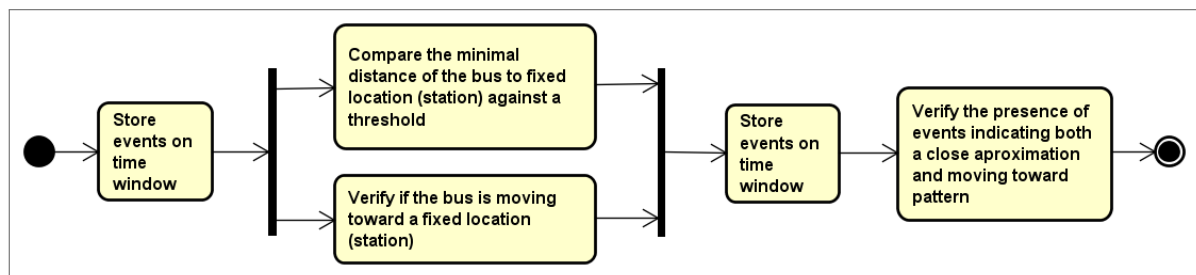 Store
events on
time
window
Compare the minimal
distance of the bus to fixed
location (station) against a
threshold
Verify if the bus is moving
toward a fixed location
(station)
Store
events on
time
window
Verify the presence of
events indicating both
a close aproximation
and moving toward
pattern